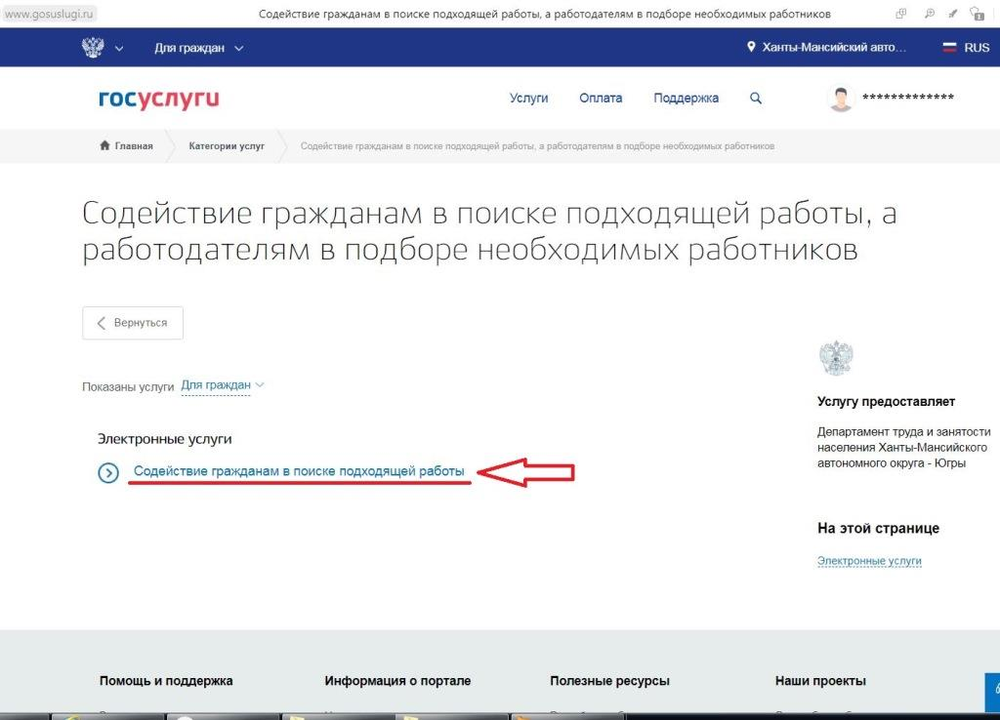 www.gosuslugi.ru
Содействие гражданам в поиске подходящей работы, а работодателям в подборе необходимых работников
Для граждан
Ханты-Мансийский авто...
RUS
госуслуги
Услуги
Оплата
Поддержка
*************
Главная
Категории услуг
Содействие гражданам в поиске подходящей работы, а работодателям в подборе необходимых работников
Содействие гражданам в поиске подходящей работы, а
работодателям в подборе необходимых работников
Вернуться
Показаны услуги Для граждан
Электронные услуги
Содействие гражданам в поиске подходящей работы
Услугу предоставляет
Департамент труда и занятости
населения Ханты-Мансийского
автономного округа - Югры
На этой странице
Электронные услуги
Помощь и поддержка
Информация о портале
Полезные ресурсы
Наши проекты